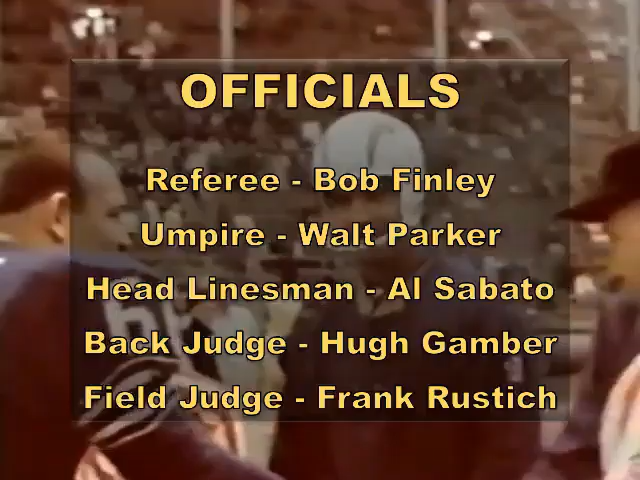 OFFICIALS
Referee - Bob Finley
Umpire - Walt Parker
Head Linesman - Al Sabato
Back Judge - Hugh Gamber
Field Judge - Frank Rustich